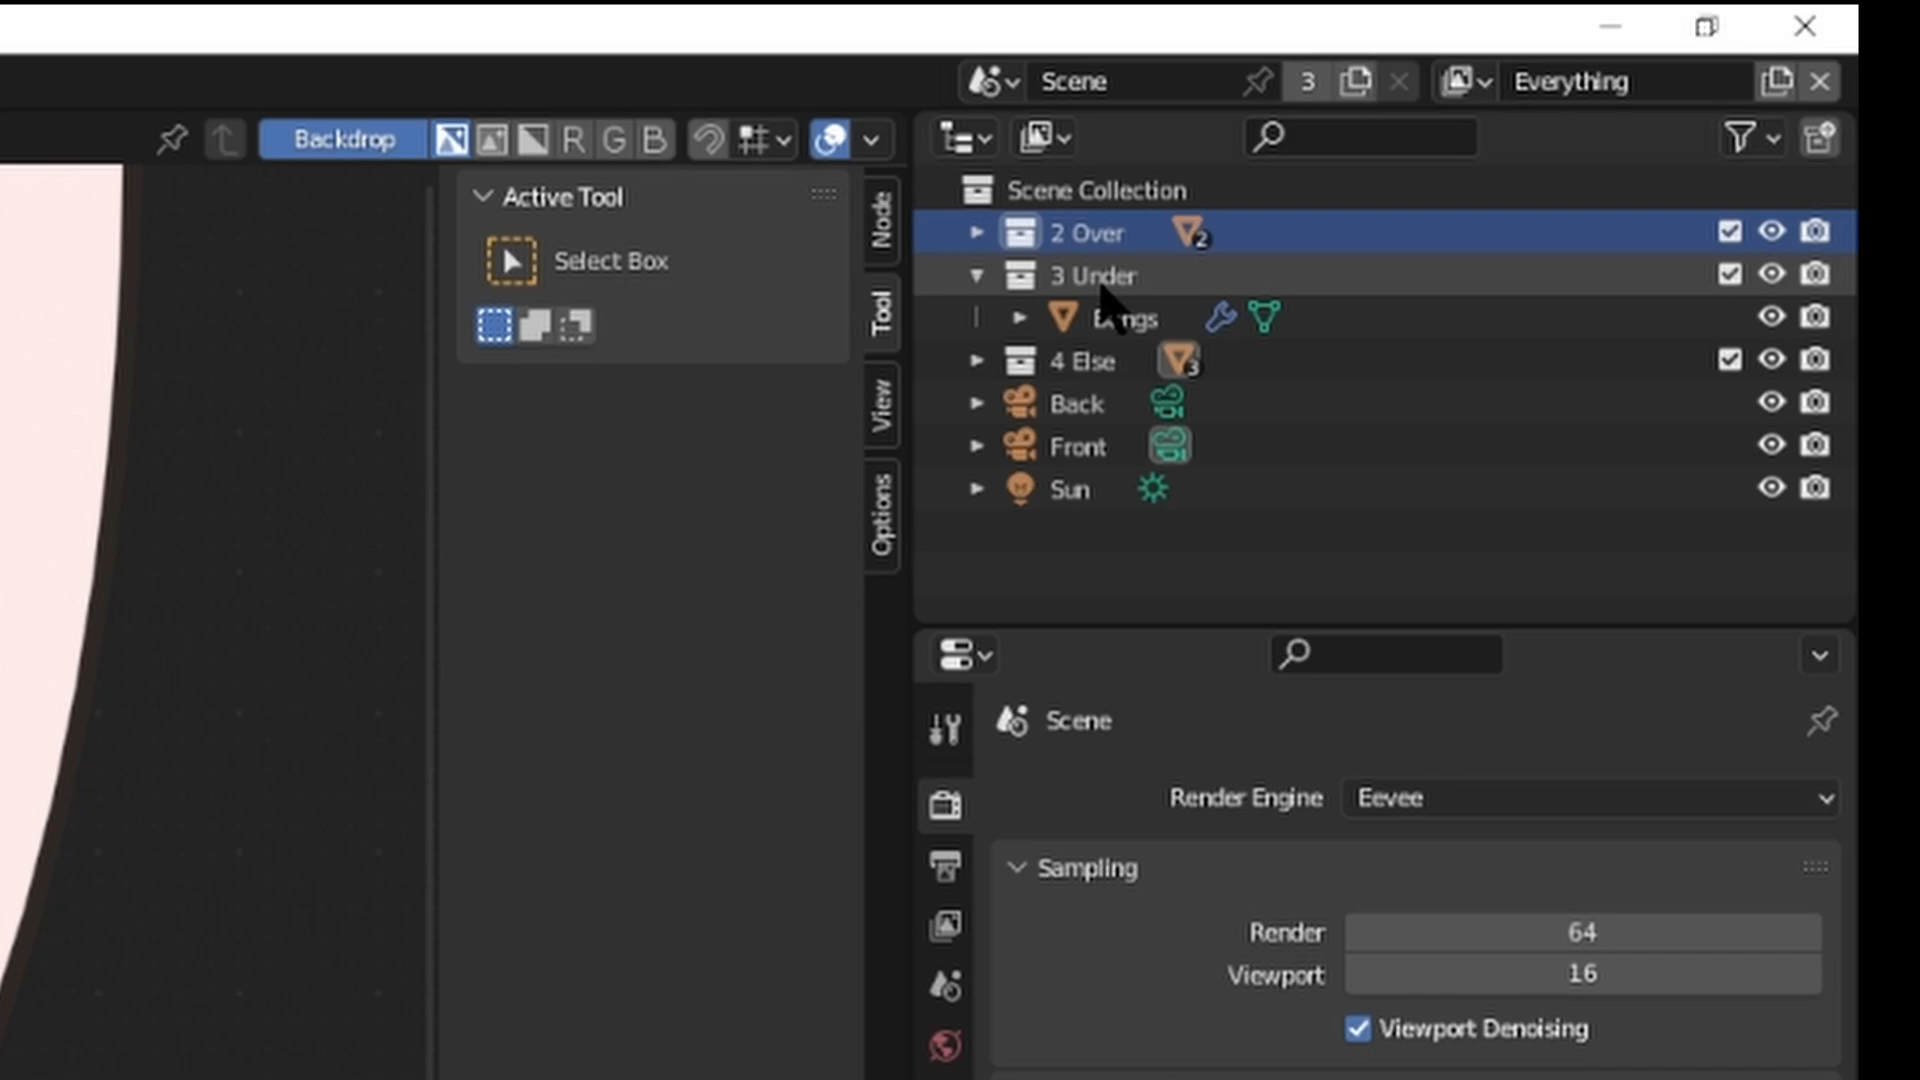 Scene 3 Everything
Backdrop R G B
Active Tool
Select Box
Node
Tool
View
Options
Scene Collection
2 Over 2
3 Under
4 Else 3
Back
Front
Sun
Scene
Render Engine Eevee
Sampling
Render 64
Viewport 16
Viewport Denoising